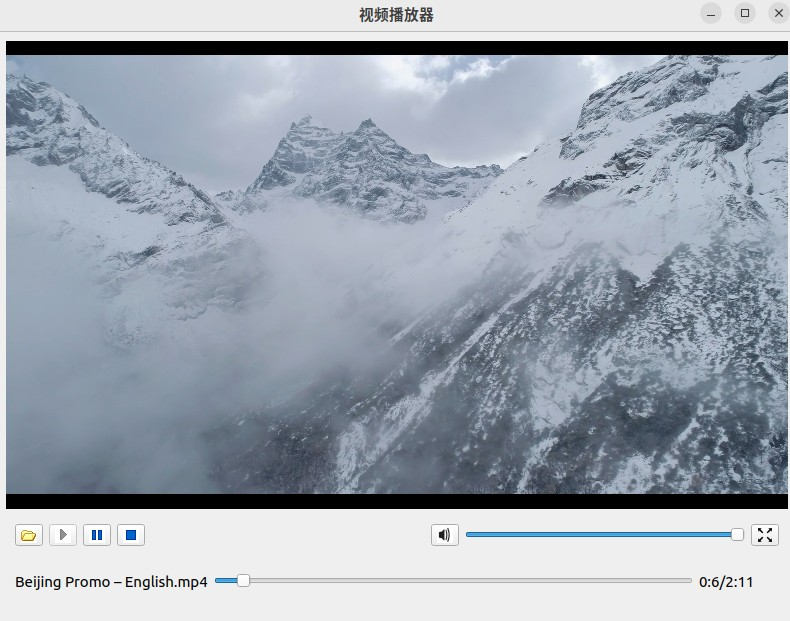 视频播放器
Beijing Promo – English.mp4
0:6/2:11